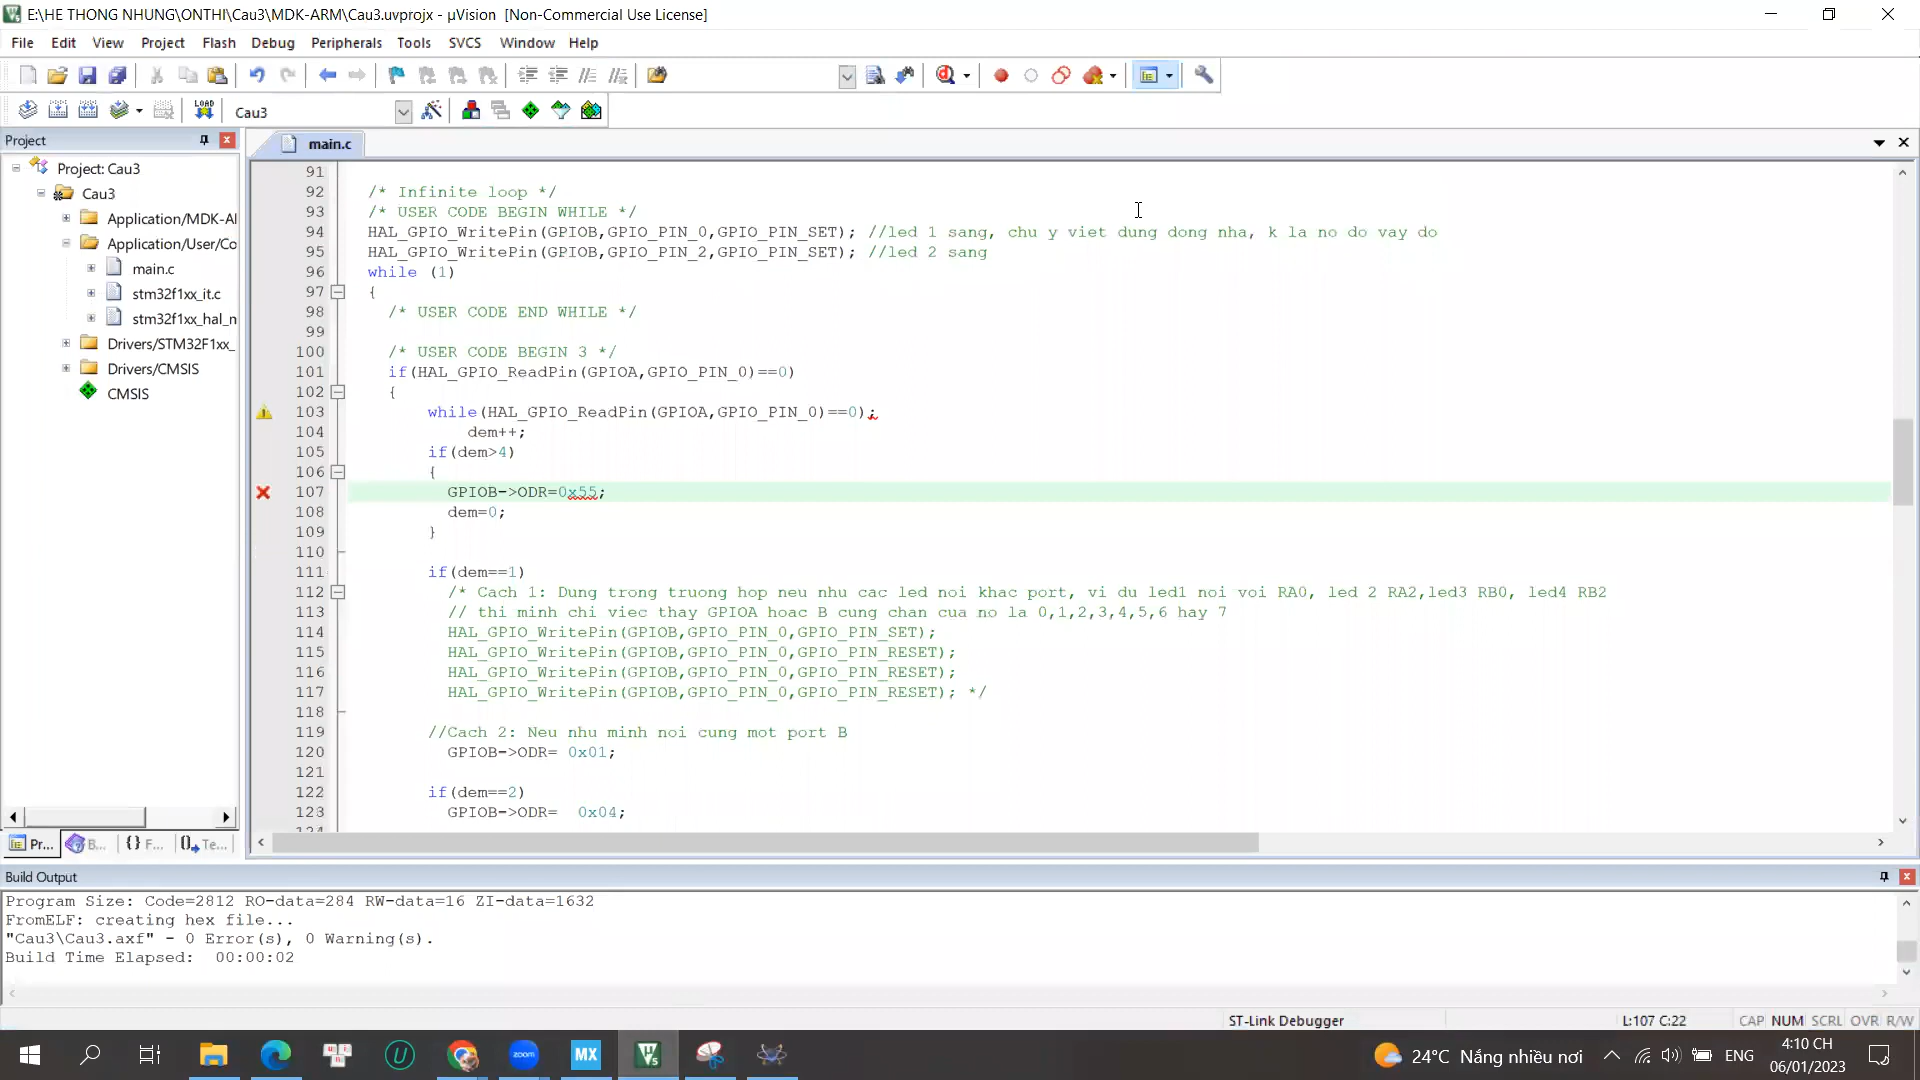 E:\HE THONG NHUNG\ONTHI\Cau3\MDK-ARM\Cau3.uvprojx - µVision  [Non-Commercial Use License]
File Edit View Project Flash Debug Peripherals Tools SVCS Window Help
LOAD Cau3
Project
Project: Cau3
Cau3
Application/MDK-AI
Application/User/Co
main.c
stm32f1xx_it.c
stm32f1xx_hal_n
Drivers/STM32F1xx_
Drivers/CMSIS
CMSIS
Pr... B... {} F... Te...
main.c
91
92 /* Infinite loop */
93 /* USER CODE BEGIN WHILE */
94 HAL_GPIO_WritePin(GPIOB,GPIO_PIN_0,GPIO_PIN_SET); //led 1 sang, chu y viet dung dong nha, k la no do vay do
95 HAL_GPIO_WritePin(GPIOB,GPIO_PIN_2,GPIO_PIN_SET); //led 2 sang
96 while (1)
97 {
98 /* USER CODE END WHILE */
99
100 /* USER CODE BEGIN 3 */
101 if(HAL_GPIO_ReadPin(GPIOA,GPIO_PIN_0)==0)
102 {
103 while(HAL_GPIO_ReadPin(GPIOA,GPIO_PIN_0)==0);
104 dem++;
105 if(dem>4)
106 {
107 GPIOB->ODR=0x55;
108 dem=0;
109 }
110
111 if(dem==1)
112 /* Cach 1: Dung trong truong hop neu nhu cac led noi khac port, vi du led1 noi voi RA0, led 2 RA2,led3 RB0, led4 RB2
113 // thi minh chi viec thay GPIOA hoac B cung chan cua no la 0,1,2,3,4,5,6 hay 7
114 HAL_GPIO_WritePin(GPIOB,GPIO_PIN_0,GPIO_PIN_SET);
115 HAL_GPIO_WritePin(GPIOB,GPIO_PIN_0,GPIO_PIN_RESET);
116 HAL_GPIO_WritePin(GPIOB,GPIO_PIN_0,GPIO_PIN_RESET);
117 HAL_GPIO_WritePin(GPIOB,GPIO_PIN_0,GPIO_PIN_RESET); */
118
119 //Cach 2: Neu nhu minh noi cung mot port B
120 GPIOB->ODR= 0x01;
121
122 if(dem==2)
123 GPIOB->ODR=  0x04;
124
Build Output
Program Size: Code=2812 RO-data=284 RW-data=16 ZI-data=1632
FromELF: creating hex file...
"Cau3\Cau3.axf" - 0 Error(s), 0 Warning(s).
Build Time Elapsed:  00:00:02
ST-Link Debugger L:107 C:22 CAP NUM SCRL OVR R/W
zoom MX 24°C Nắng nhiều nơi ENG 4:10 CH
06/01/2023